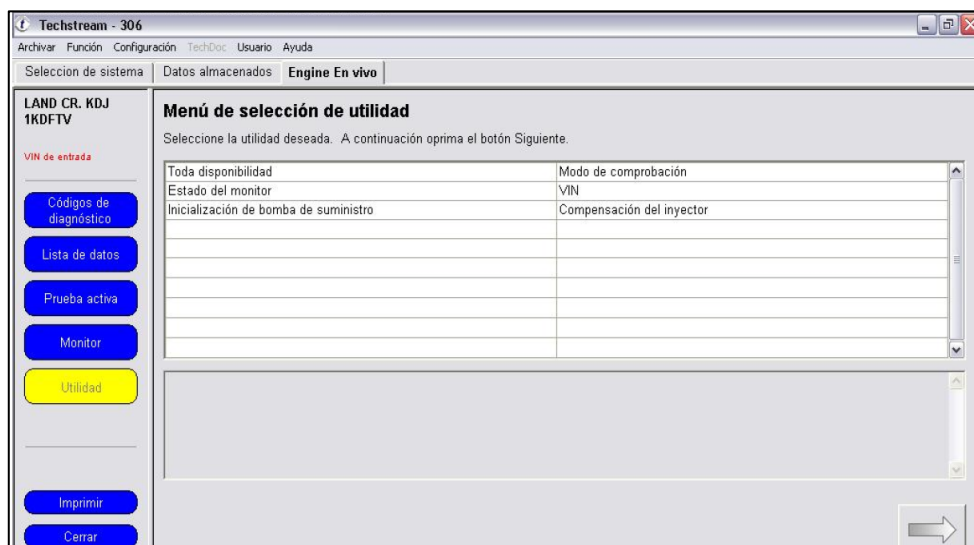 Techstream - 306
Archivar Función Configuración TechDoc Usuario Ayuda
Seleccion de sistema Datos almacenados Engine En vivo
LAND CR. KDJ
1KDFTV
VIN de entrada
Códigos de
diagnóstico
Lista de datos
Prueba activa
Monitor
Utilidad
Imprimir
Cerrar
Menú de selección de utilidad
Seleccione la utilidad deseada. A continuación oprima el botón Siguiente.
Toda disponibilidad Modo de comprobación
Estado del monitor VIN
Inicialización de bomba de suministro Compensación del inyector